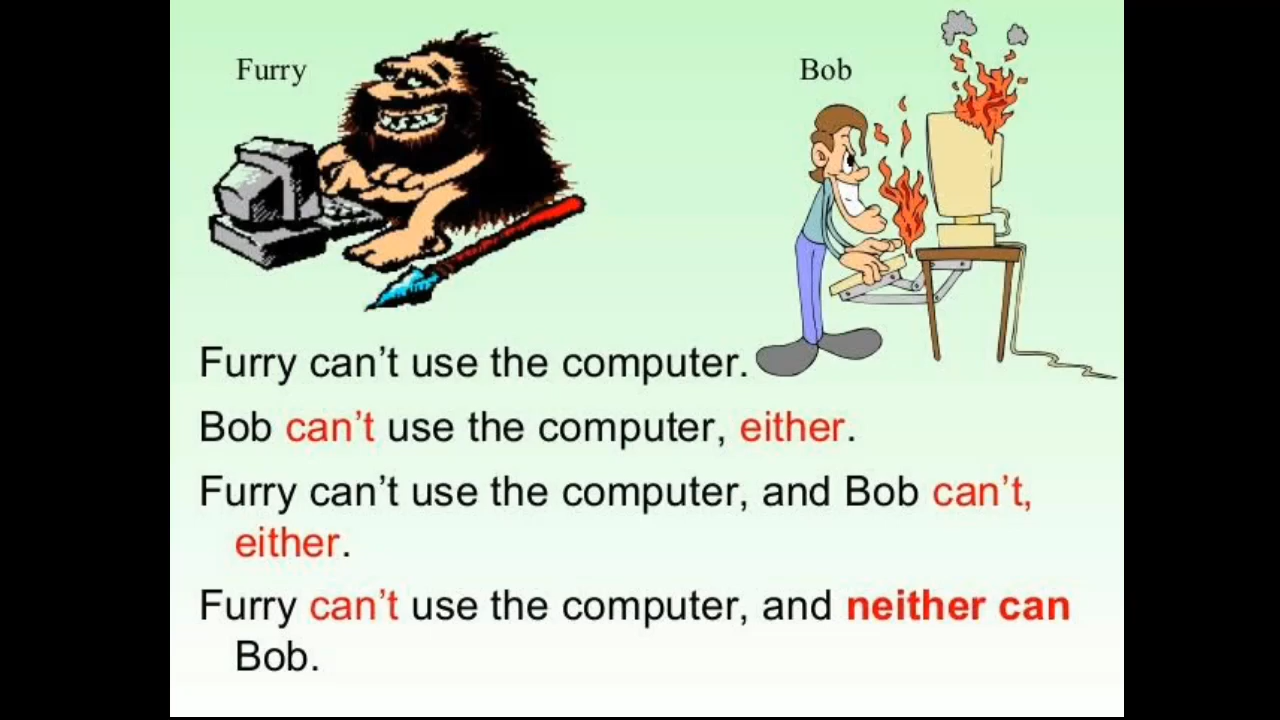 Furry
Bob
Furry can’t use the computer.
Bob can’t use the computer, either.
Furry can’t use the computer, and Bob can’t,
either.
Furry can’t use the computer, and neither can
Bob.